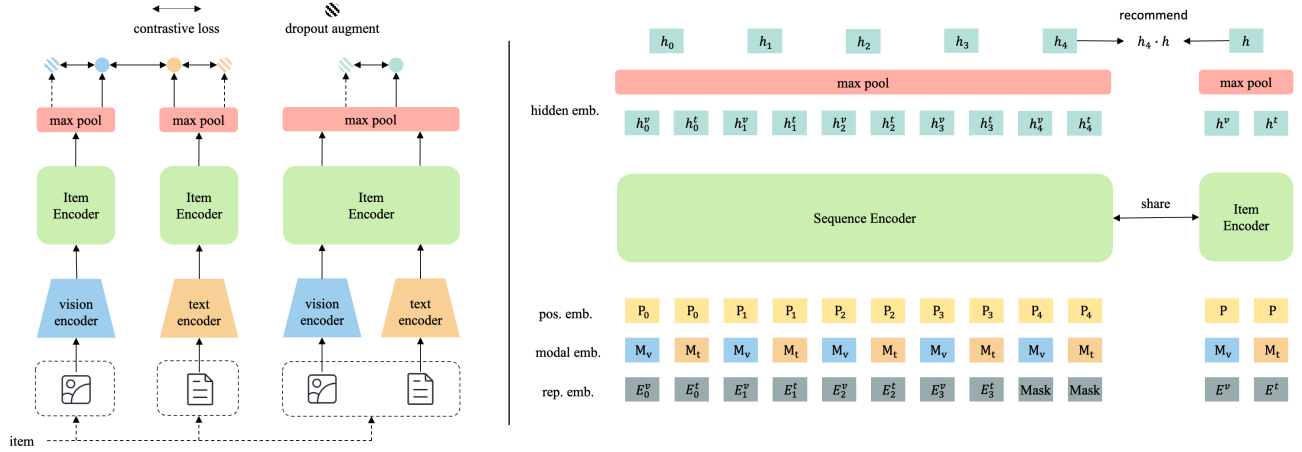 contrastive loss
dropout augment
max pool
max pool
max pool
Item
Encoder
Item
Encoder
Item
Encoder
vision
encoder
text
encoder
vision
encoder
text
encoder
item
recommend
h₀ h₁ h₂ h₃ h₄ h₄ · h h
max pool max pool
hidden emb.
h₀ᵛ h₀ᵗ h₁ᵛ h₁ᵗ h₂ᵛ h₂ᵗ h₃ᵛ h₃ᵗ h₄ᵛ h₄ᵗ hᵛ hᵗ
Sequence Encoder
share
Item
Encoder
pos. emb. P₀ P₀ P₁ P₁ P₂ P₂ P₃ P₃ P₄ P₄ P P
modal emb. Mᵥ Mₜ Mᵥ Mₜ Mᵥ Mₜ Mᵥ Mₜ Mᵥ Mₜ Mᵥ Mₜ
rep. emb. E₀ᵛ E₀ᵗ E₁ᵛ E₁ᵗ E₂ᵛ E₂ᵗ E₃ᵛ E₃ᵗ Mask Mask Eᵛ Eᵗ